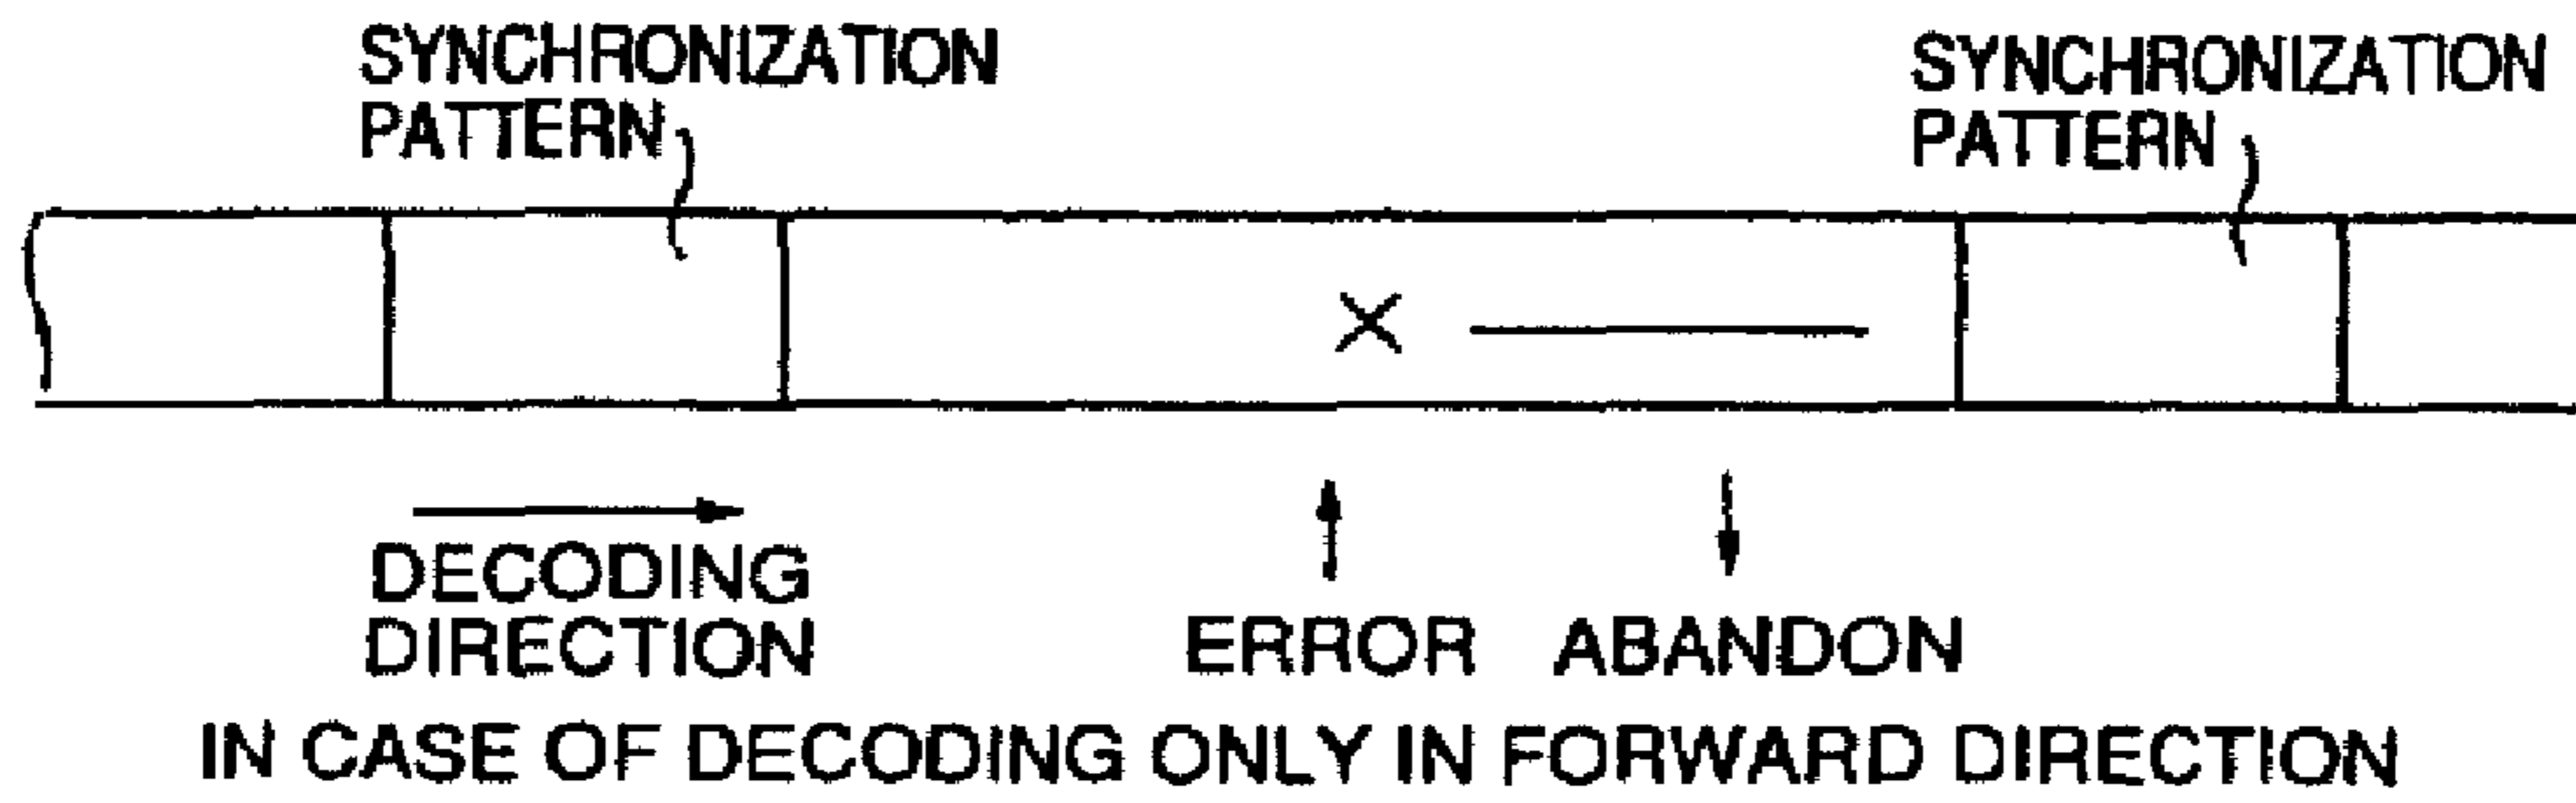 SYNCHRONIZATION
PATTERN
SYNCHRONIZATION
PATTERN
DECODING
DIRECTION
ERROR ABANDON
IN CASE OF DECODING ONLY IN FORWARD DIRECTION